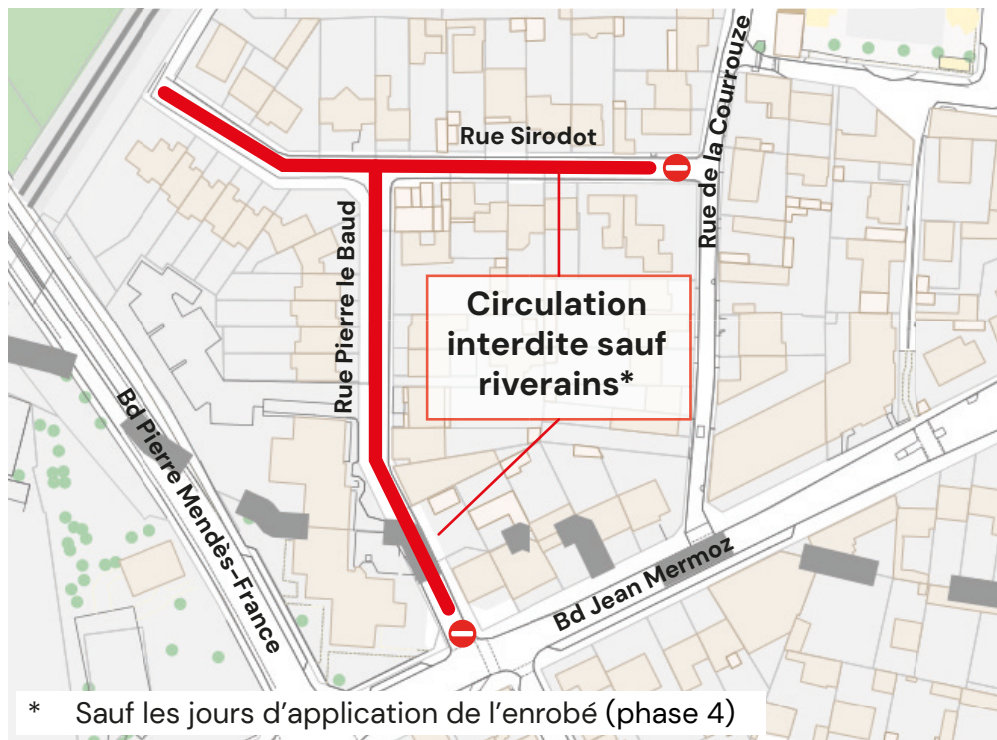 Rue Sirodot
Rue de la Courrouze
Rue Pierre le Baud
Circulation
interdite sauf
riverains*
Bd Pierre Mendès-France
Bd Jean Mermoz
* Sauf les jours d'application de l'enrobé (phase 4)